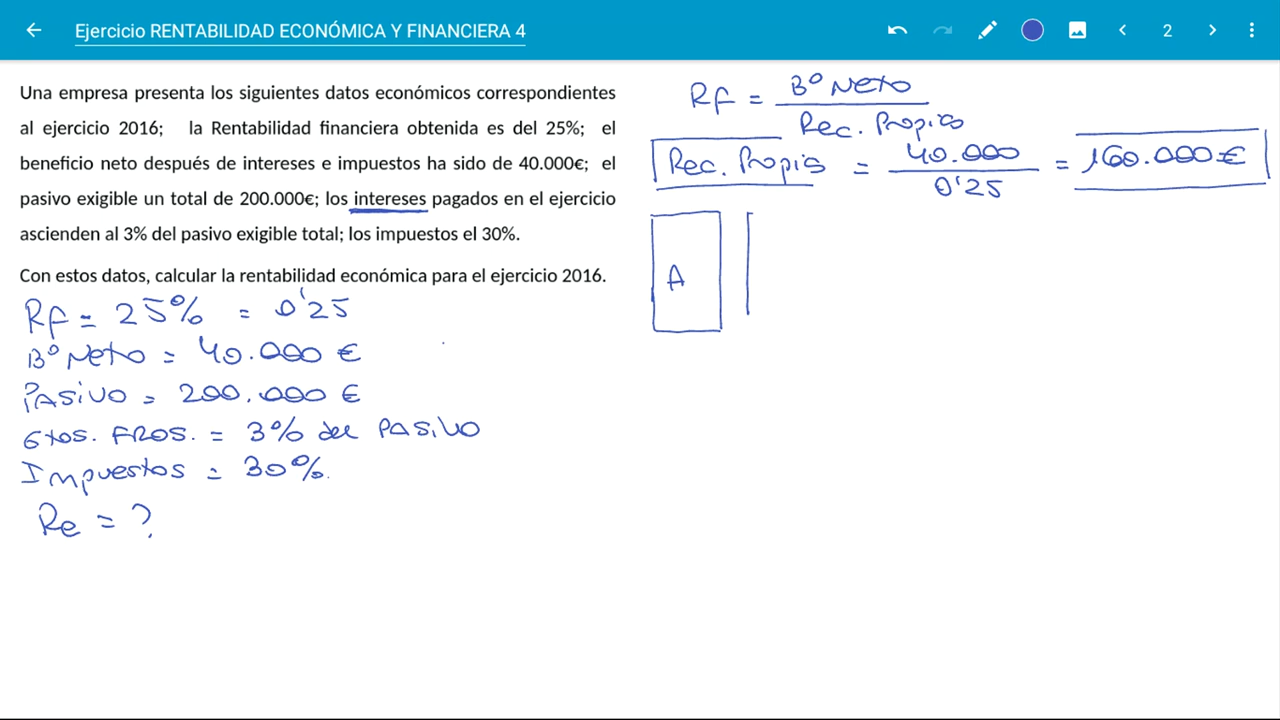 Ejercicio RENTABILIDAD ECONÓMICA Y FINANCIERA 4
2
Una empresa presenta los siguientes datos económicos correspondientes
al ejercicio 2016; la Rentabilidad financiera obtenida es del 25%; el
beneficio neto después de intereses e impuestos ha sido de 40.000€; el
pasivo exigible un total de 200.000€; los intereses pagados en el ejercicio
ascienden al 3% del pasivo exigible total; los impuestos el 30%.
Con estos datos, calcular la rentabilidad económica para el ejercicio 2016.
Rf = 25% = 0'25
Bº Neto = 40.000 €
PASIVO = 200.000 €
Gtos. FROS. = 3% del PASIVO
Impuestos = 30%.
Re = ?
Rf = Bº Neto
Rec. Propios
Rec. Propis = 40.000 = 160.000 €
0'25
A